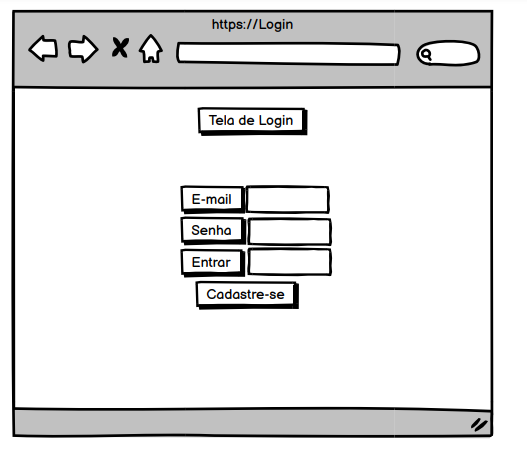 https://Login
Tela de Login
E-mail
Senha
Entrar
Cadastre-se